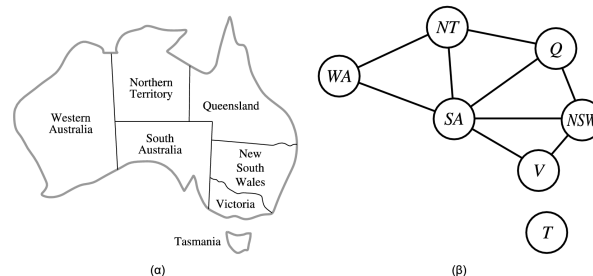 Northern
Territory
Western
Australia
Queensland
South
Australia
New
South
Wales
Victoria
Tasmania
(α)
NT
Q
WA
SA
NSW
V
T
(β)